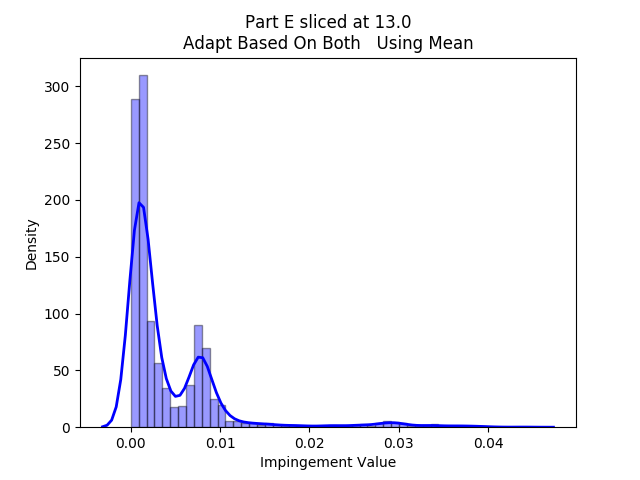 Part E sliced at 13.0
Adapt Based On Both   Using Mean
Density
300
250
200
150
100
50
0
0.00 0.01 0.02 0.03 0.04
Impingement Value